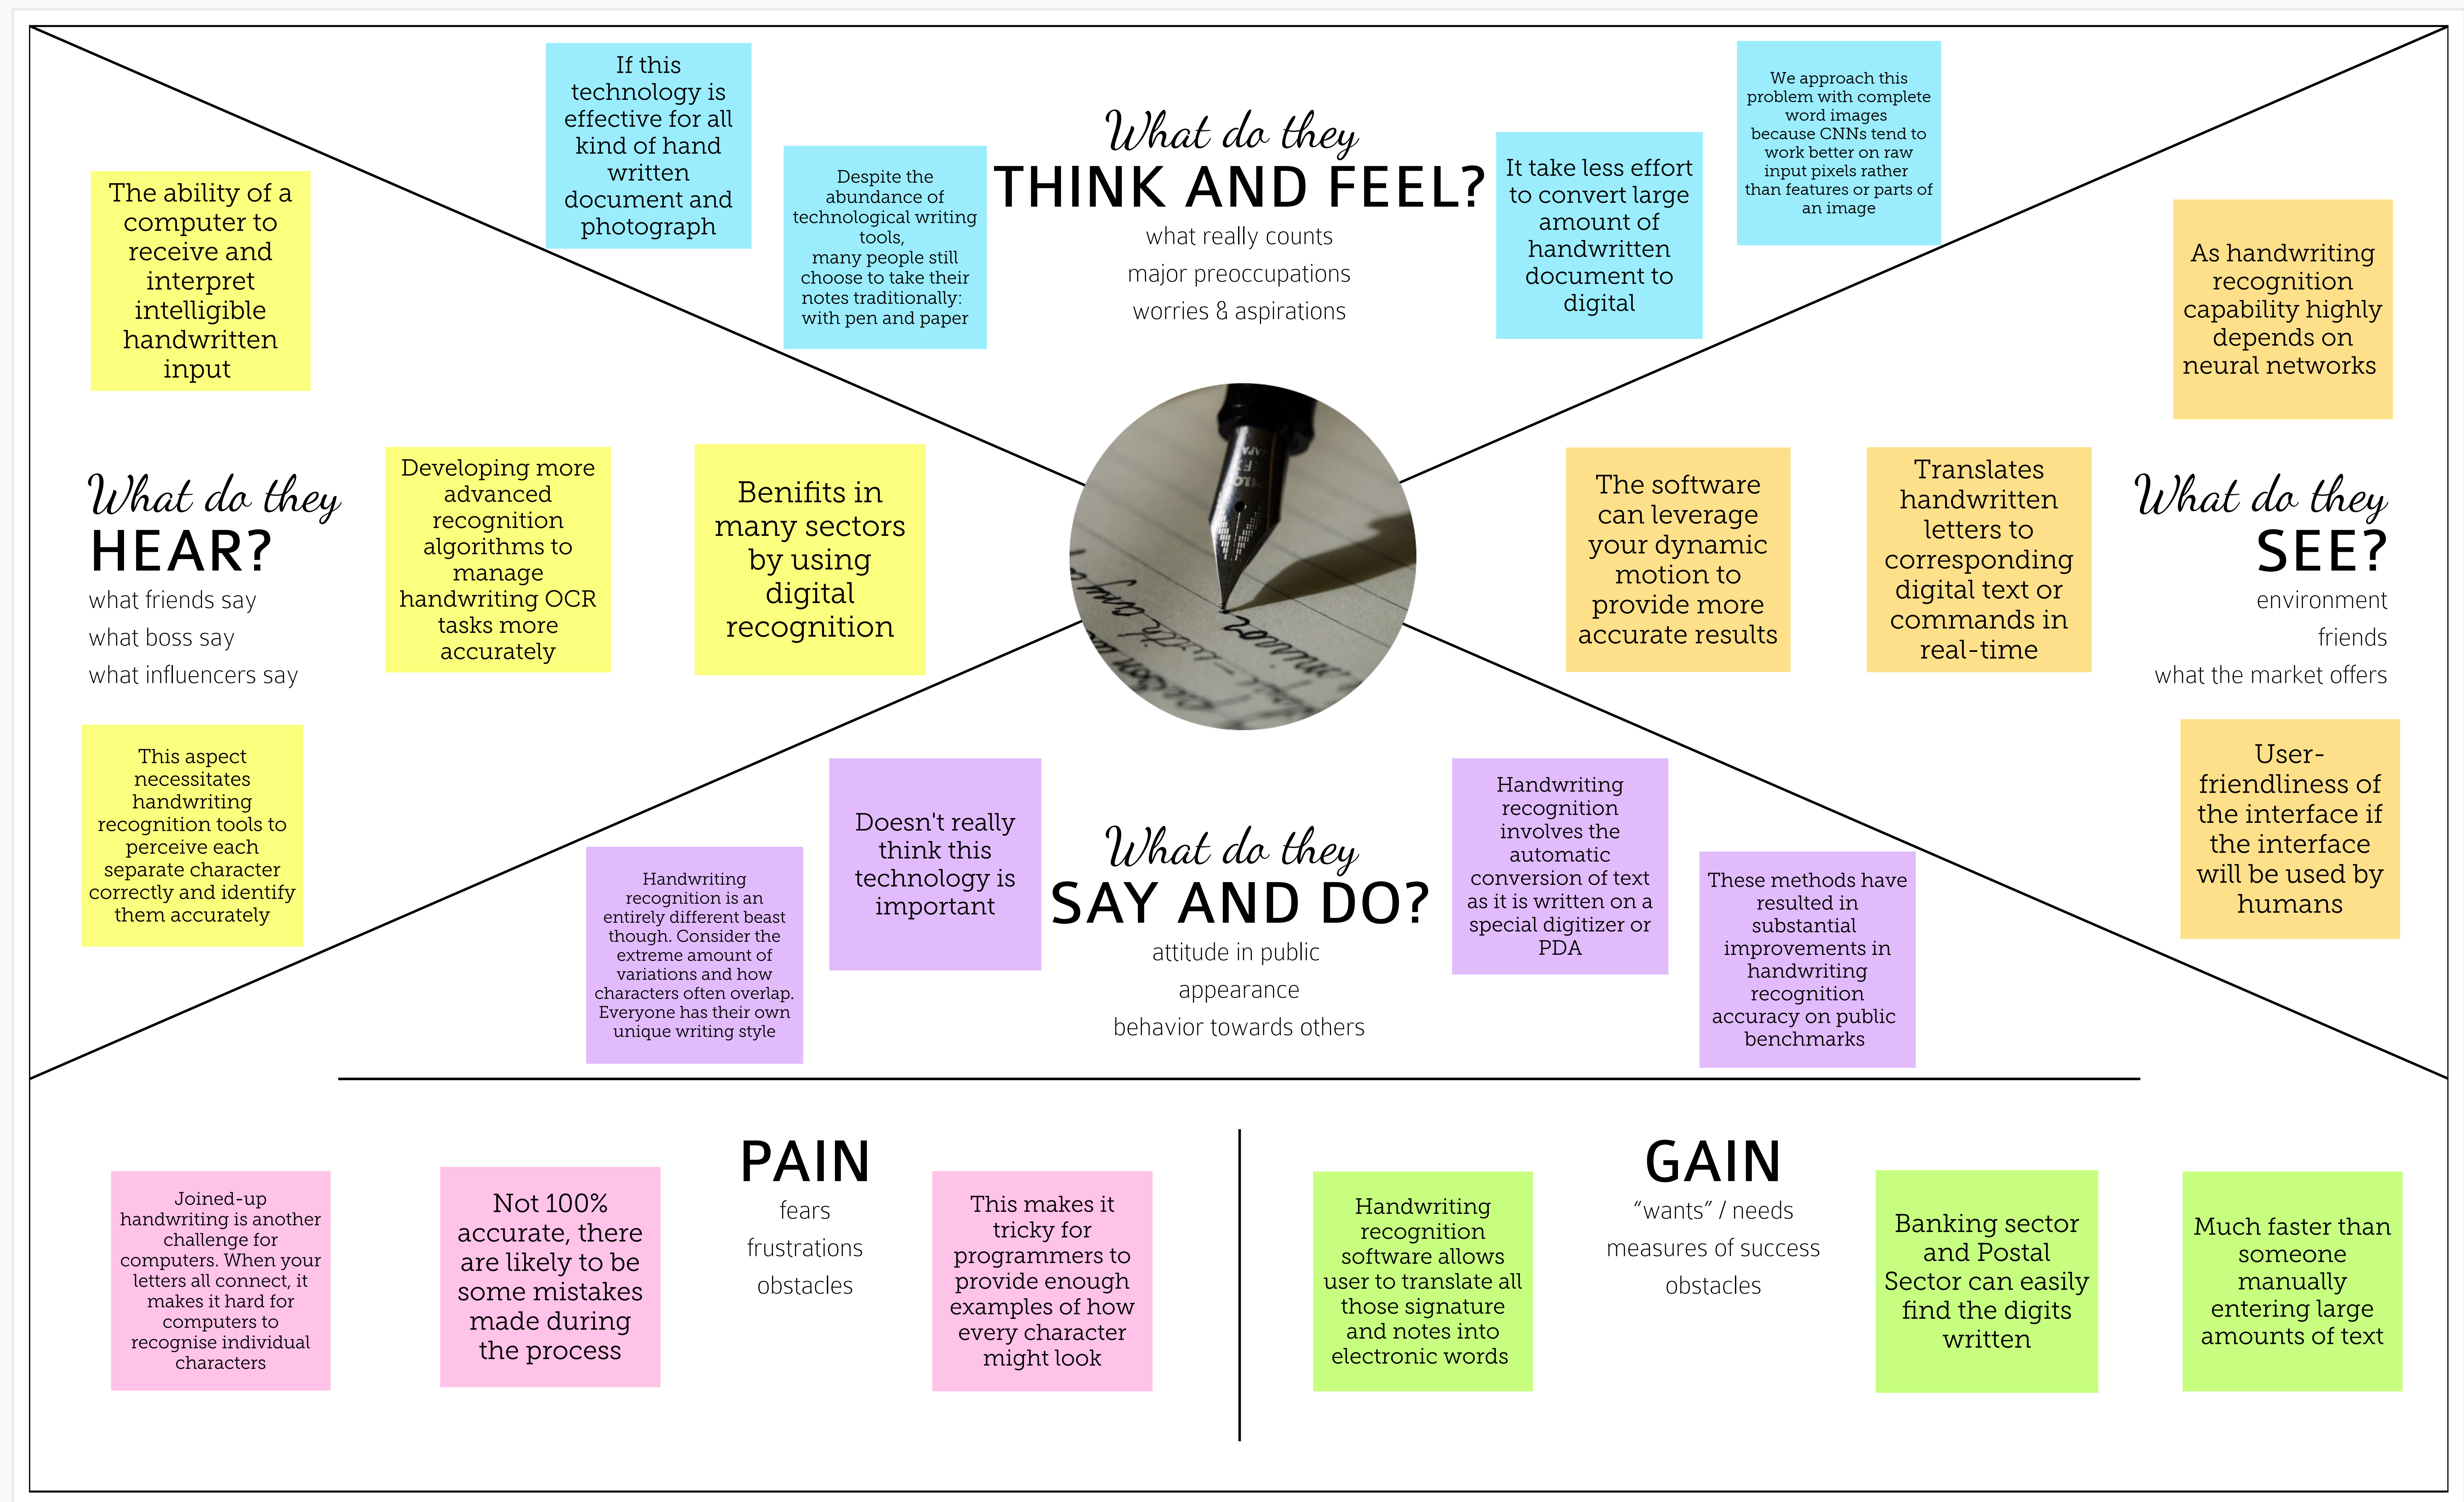 If this
technology is
effective for all
kind of hand
written
document and
photograph
Despite the
abundance of
technological writing
tools,
many people still
choose to take their
notes traditionally:
with pen and paper
What do they
THINK AND FEEL?
what really counts
major preoccupations
worries & aspirations
It take less effort
to convert large
amount of
handwritten
document to
digital
We approach this
problem with complete
word images
because CNNs tend to
work better on raw
input pixels rather
than features or parts of
an image
The ability of a
computer to
receive and
interpret
intelligible
handwritten
input
What do they
HEAR?
what friends say
what boss say
what influencers say
Developing more
advanced
recognition
algorithms to
manage
handwriting OCR
tasks more
accurately
Benifits in
many sectors
by using
digital
recognition
This aspect
necessitates
handwriting
recognition tools to
perceive each
separate character
correctly and identify
them accurately
As handwriting
recognition
capability highly
depends on
neural networks
The software
can leverage
your dynamic
motion to
provide more
accurate results
Translates
handwritten
letters to
corresponding
digital text or
commands in
real-time
What do they
SEE?
environment
friends
what the market offers
User-
friendliness of
the interface if
the interface
will be used by
humans
Handwriting
recognition is an
entirely different beast
though. Consider the
extreme amount of
variations and how
characters often overlap.
Everyone has their own
unique writing style
Doesn't really
think this
technology is
important
What do they
SAY AND DO?
attitude in public
appearance
behavior towards others
Handwriting
recognition
involves the
automatic
conversion of text
as it is written on a
special digitizer or
PDA
These methods have
resulted in
substantial
improvements in
handwriting
recognition
accuracy on public
benchmarks
Joined-up
handwriting is another
challenge for
computers. When your
letters all connect, it
makes it hard for
computers to
recognise individual
characters
Not 100%
accurate, there
are likely to be
some mistakes
made during
the process
PAIN
fears
frustrations
obstacles
This makes it
tricky for
programmers to
provide enough
examples of how
every character
might look
Handwriting
recognition
software allows
user to translate all
those signature
and notes into
electronic words
GAIN
“wants” / needs
measures of success
obstacles
Banking sector
and Postal
Sector can easily
find the digits
written
Much faster than
someone
manually
entering large
amounts of text